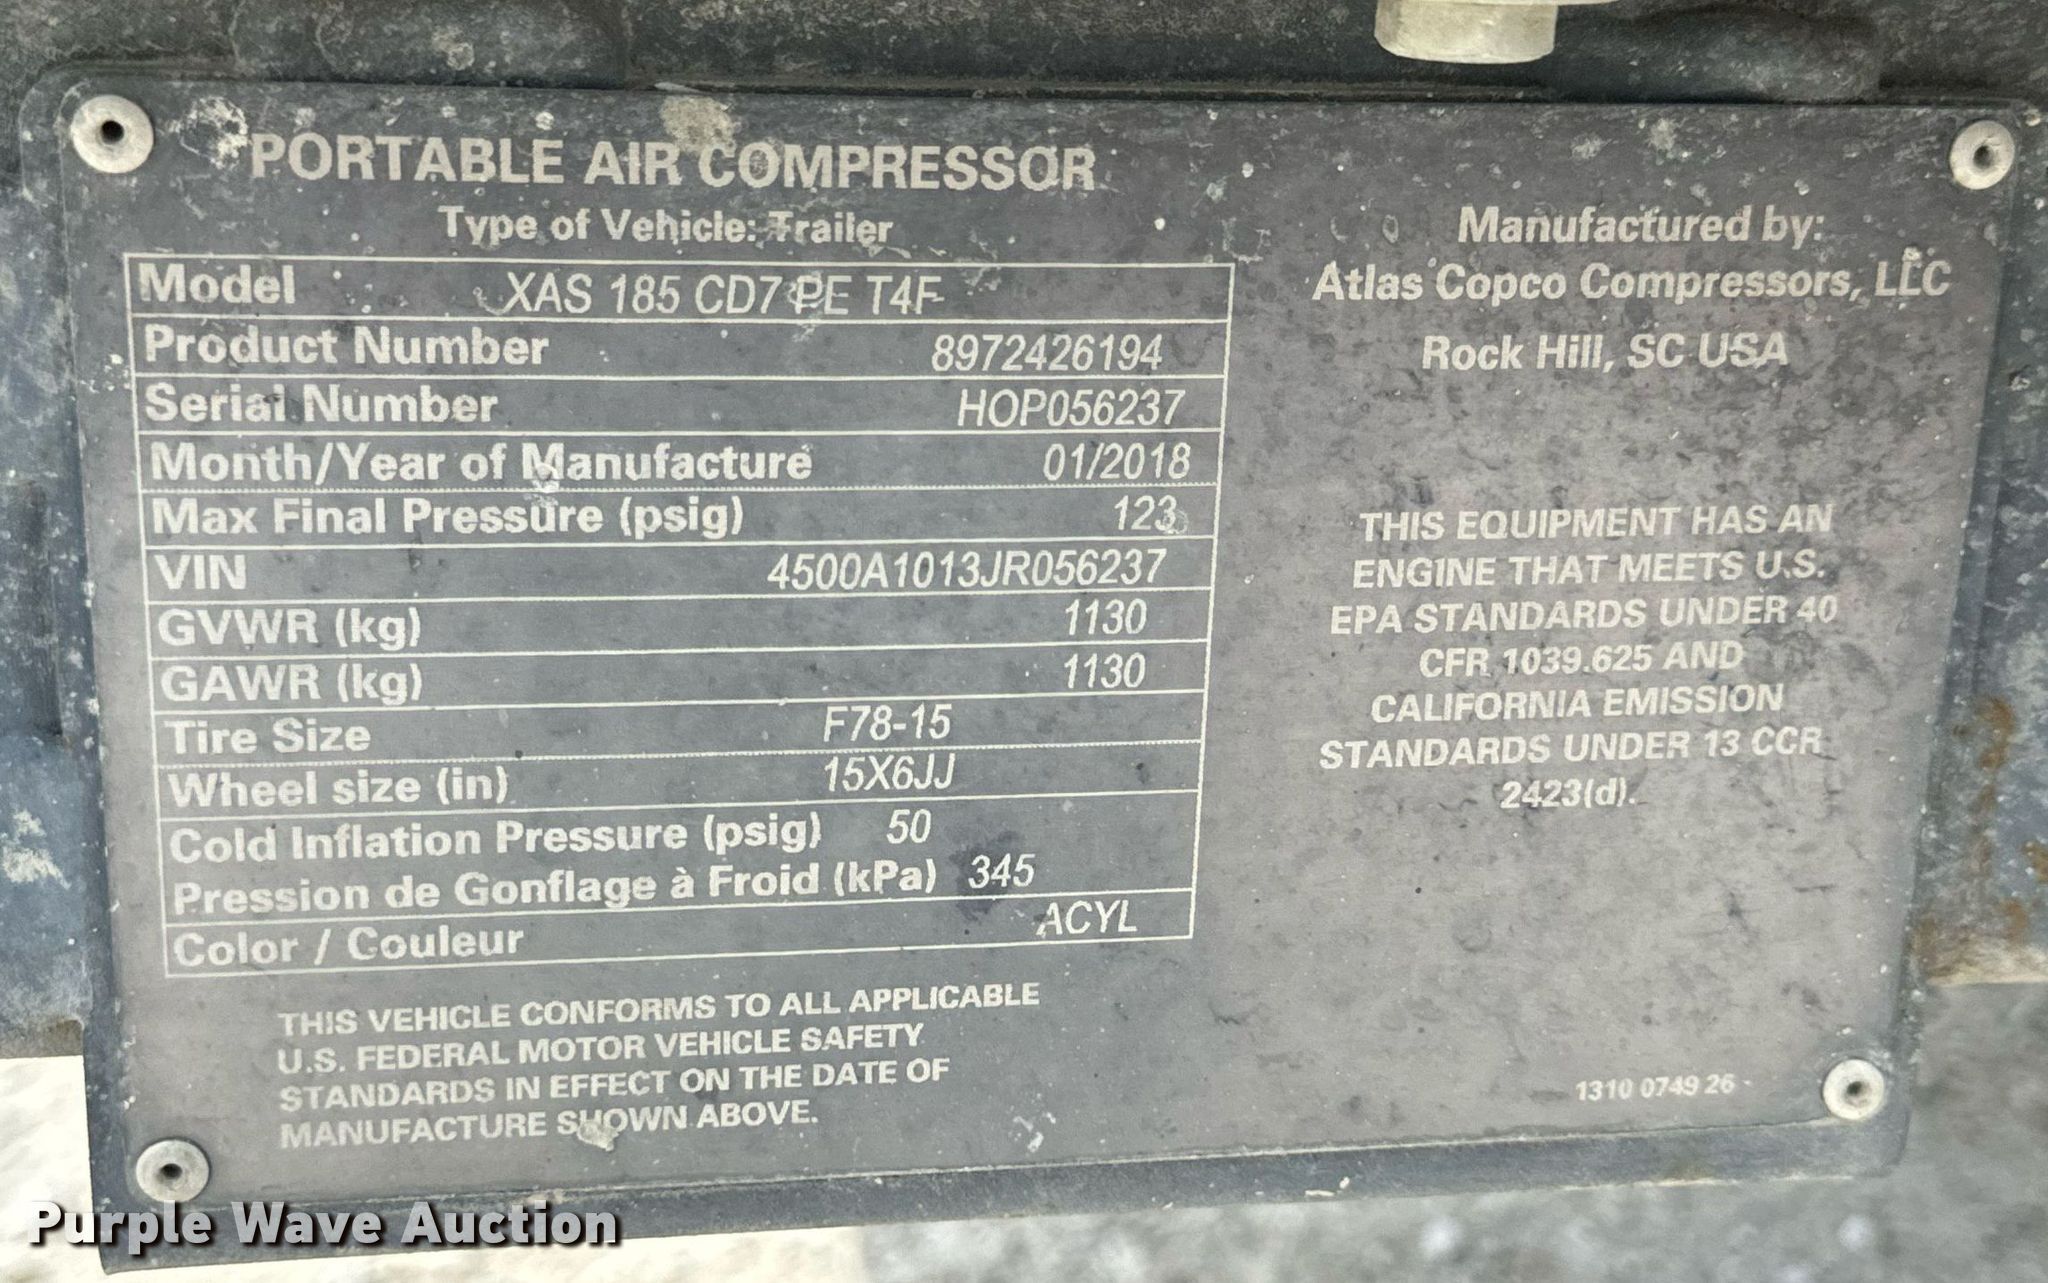 PORTABLE AIR COMPRESSOR
Type of Vehicle: Trailer
Model XAS 185 CD7 PE T4F
Product Number 8972426194
Serial Number HOP056237
Month/Year of Manufacture 01/2018
Max Final Pressure (psig) 123
VIN 4500A1013JR056237
GVWR (kg) 1130
GAWR (kg) 1130
Tire Size F78-15
Wheel size (in) 15X6JJ
Cold Inflation Pressure (psig) 50
Pression de Gonflage à Froid (kPa) 345
Color / Couleur ACYL
THIS VEHICLE CONFORMS TO ALL APPLICABLE
U.S. FEDERAL MOTOR VEHICLE SAFETY
STANDARDS IN EFFECT ON THE DATE OF
MANUFACTURE SHOWN ABOVE.
Manufactured by:
Atlas Copco Compressors, LLC
Rock Hill, SC USA
THIS EQUIPMENT HAS AN
ENGINE THAT MEETS U.S.
EPA STANDARDS UNDER 40
CFR 1039.625 AND
CALIFORNIA EMISSION
STANDARDS UNDER 13 CCR
2423(d).
1310 0749 26
Purple Wave Auction